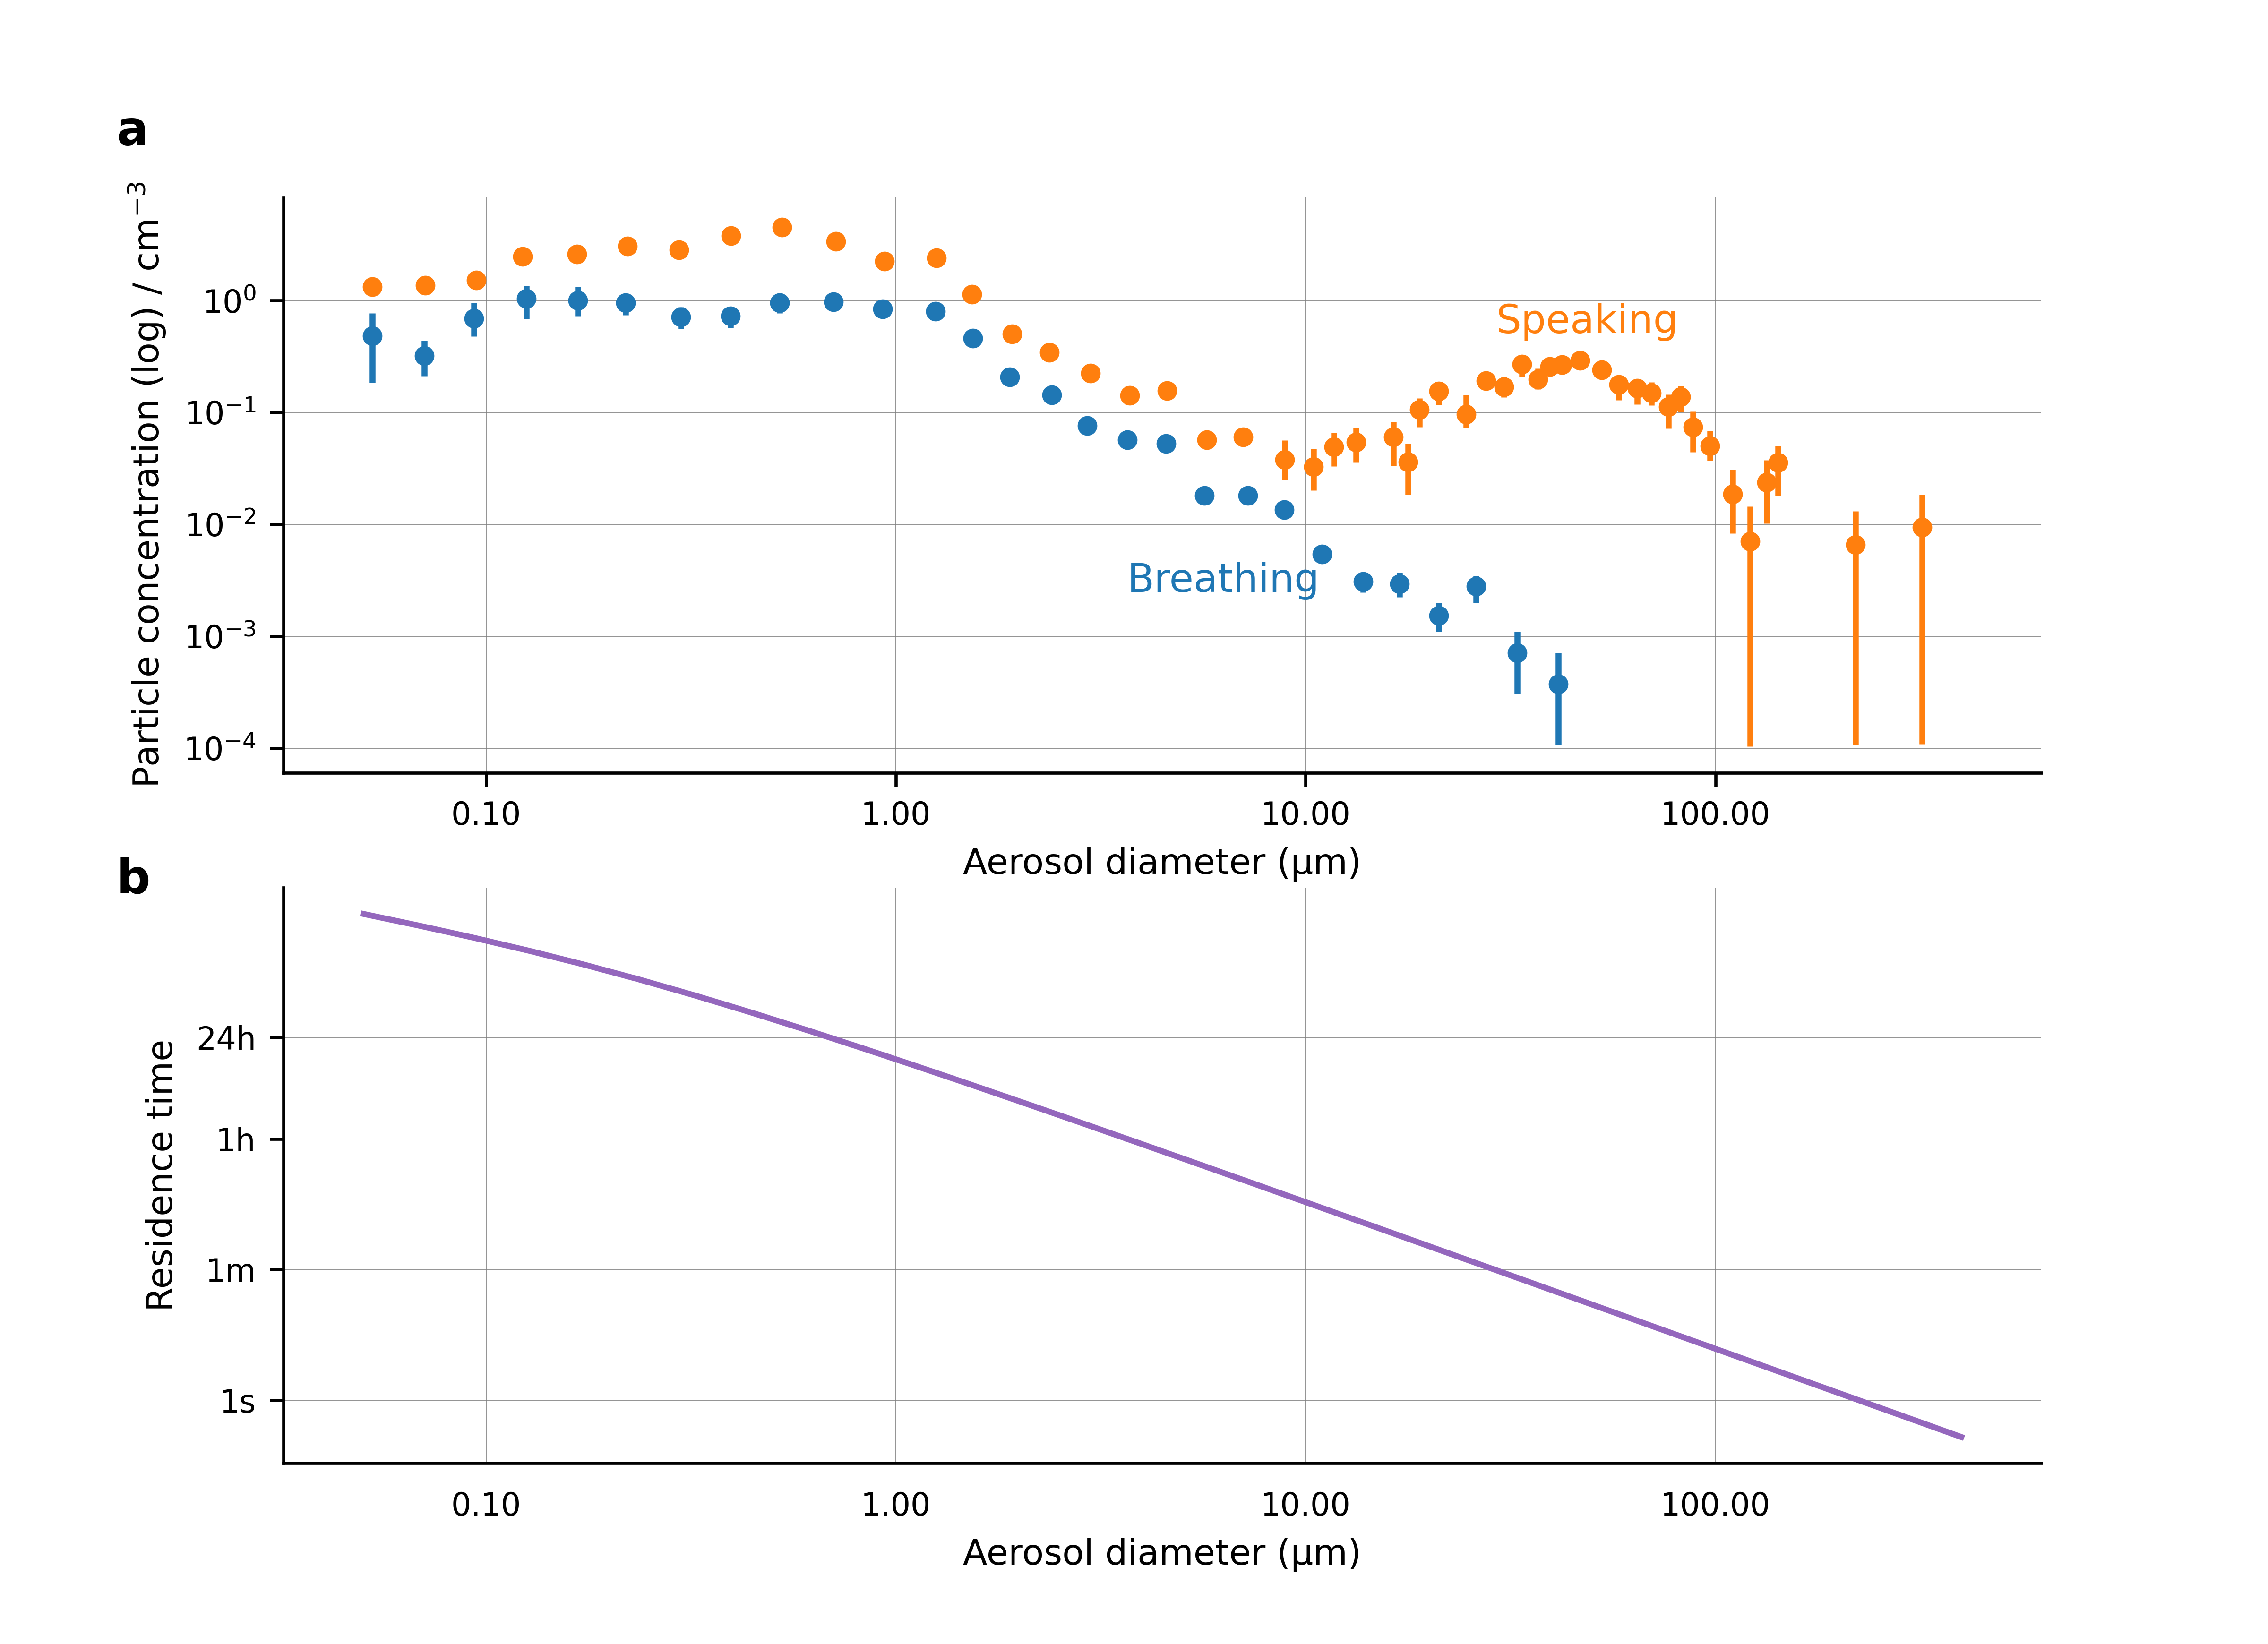 a
Particle concentration (log) / cm⁻³
10⁰
10⁻¹
10⁻²
10⁻³
10⁻⁴
Speaking
Breathing
0.10 1.00 10.00 100.00
Aerosol diameter (µm)
b
Residence time
24h
1h
1m
1s
0.10 1.00 10.00 100.00
Aerosol diameter (µm)